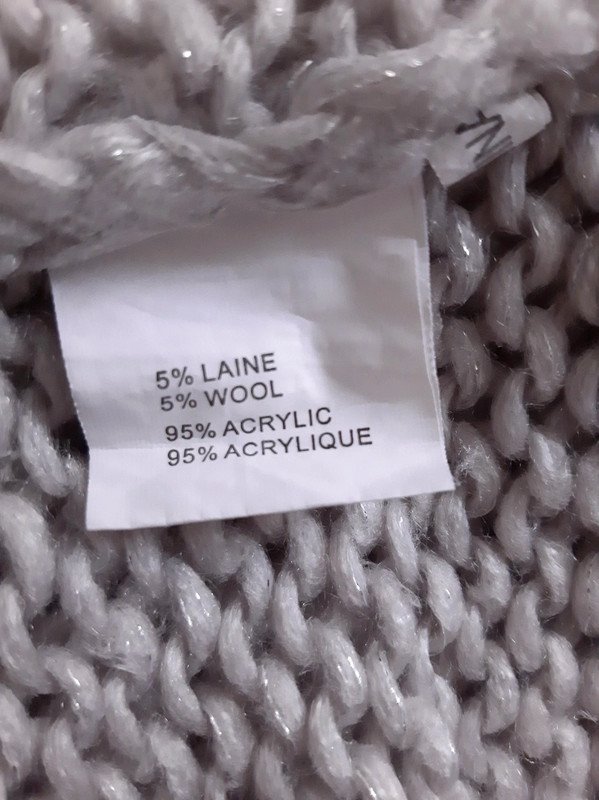 5% LAINE
5% WOOL
95% ACRYLIC
95% ACRYLIQUE